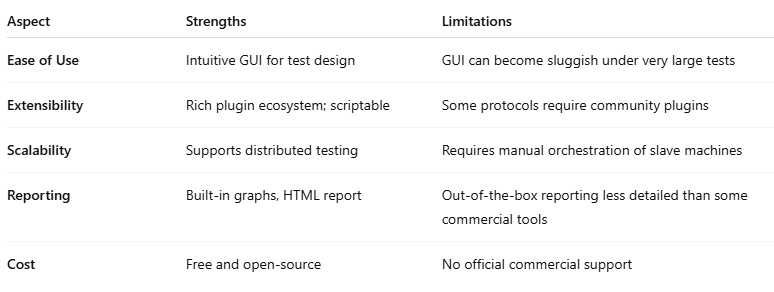 Aspect Strengths Limitations
Ease of Use Intuitive GUI for test design GUI can become sluggish under very large tests
Extensibility Rich plugin ecosystem; scriptable Some protocols require community plugins
Scalability Supports distributed testing Requires manual orchestration of slave machines
Reporting Built-in graphs, HTML report Out-of-the-box reporting less detailed than some
commercial tools
Cost Free and open-source No official commercial support